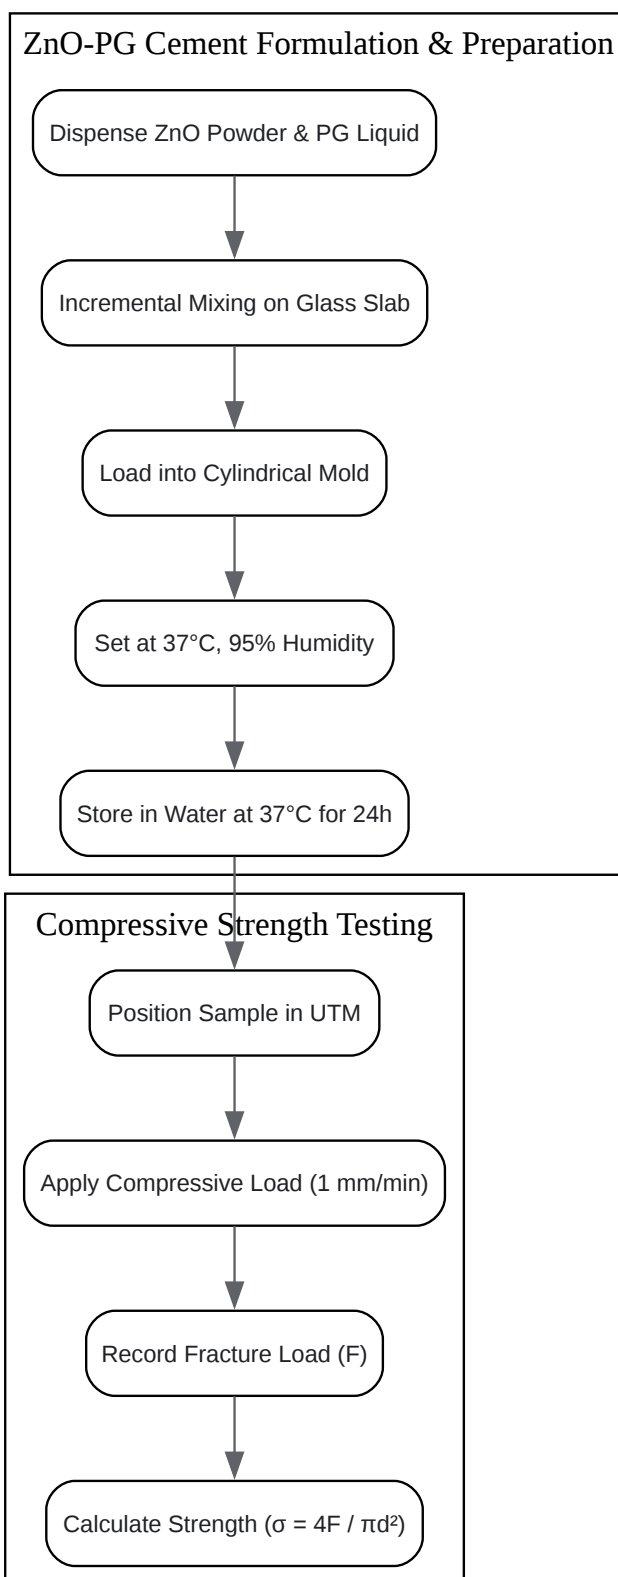 ZnO-PG Cement Formulation & Preparation
Dispense ZnO Powder & PG Liquid
Incremental Mixing on Glass Slab
Load into Cylindrical Mold
Set at 37°C, 95% Humidity
Store in Water at 37°C for 24h
Compressive Strength Testing
Position Sample in UTM
Apply Compressive Load (1 mm/min)
Record Fracture Load (F)
Calculate Strength (σ = 4F / πd²)